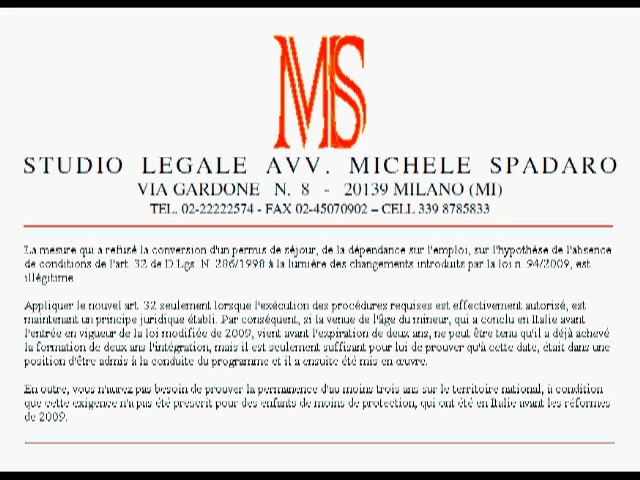 MS
STUDIO LEGALE AVV. MICHELE SPADARO
VIA GARDONE N. 8 - 20139 MILANO (MI)
TEL. 02-22222574 - FAX 02-45070902 – CELL 339 8785833
La mesure qui a refusé la conversion d'un permis de séjour, de la dépendance sur l'emploi, sur l'hypothèse de l'absence
de conditions de l'art. 32 de D.Lgs. N. 286/1998 à la lumière des changements introduits par la loi n. 94/2009, est
illégitime.
Appliquer le nouvel art. 32 seulement lorsque l'exécution des procédures requises est effectivement autorisé, est
maintenant un principe juridique établi. Par conséquent, si la venue de l'âge du mineur, qui a conclu en Italie avant
l'entrée en vigueur de la loi modifiée de 2009, vient avant l'expiration de deux ans, ne peut être tenu qu'il a déjà achevé
la formation de deux ans l'intégration, mais il est seulement suffisant pour lui de prouver qu'à cette date, était dans une
position d'être admis à la conduite du programme et il a ensuite été mis en œuvre.
En outre, vous n'aurez pas besoin de prouver la permanence d'au moins trois ans sur le territoire national, à condition
que cette exigence n'a pas été prescrit pour des enfants de moins de protection, qui ont été en Italie avant les réformes
de 2009.